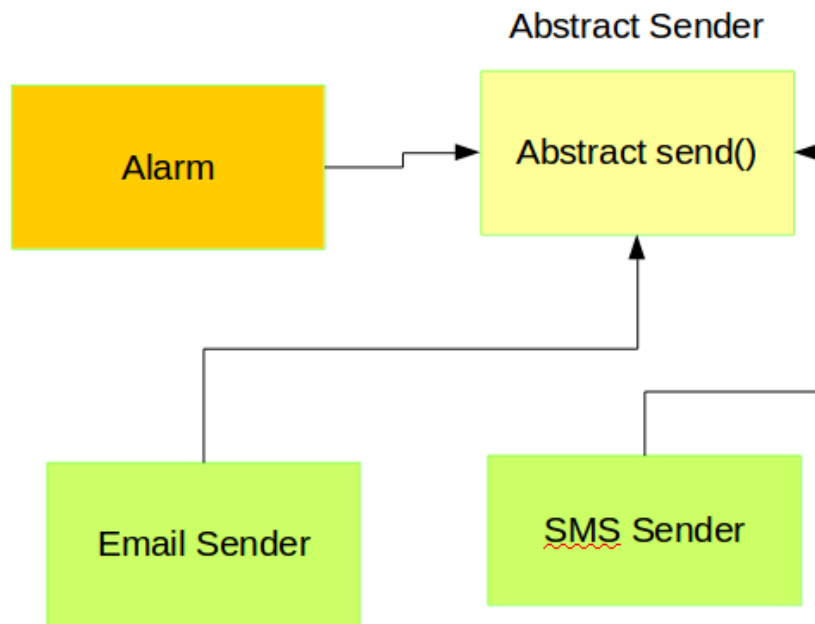 Abstract Sender
Alarm
Abstract send()
Email Sender
SMS Sender